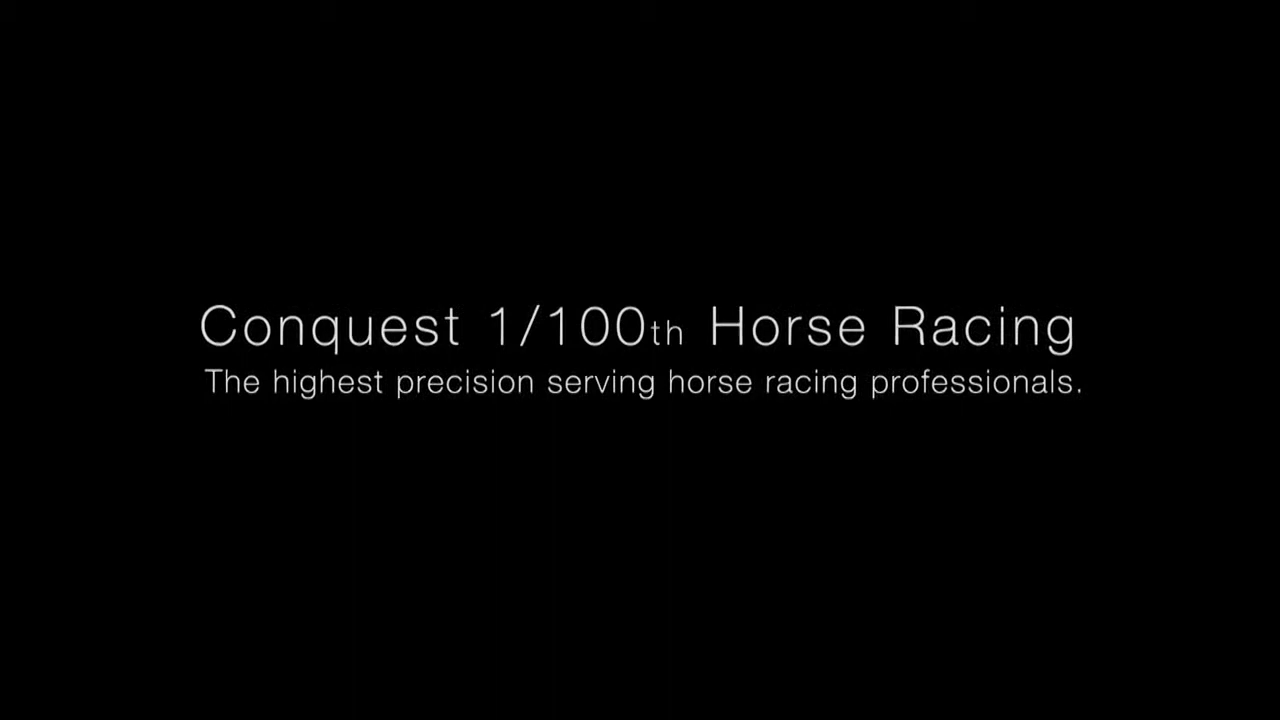 Conquest 1/100th Horse Racing
The highest precision serving horse racing professionals.